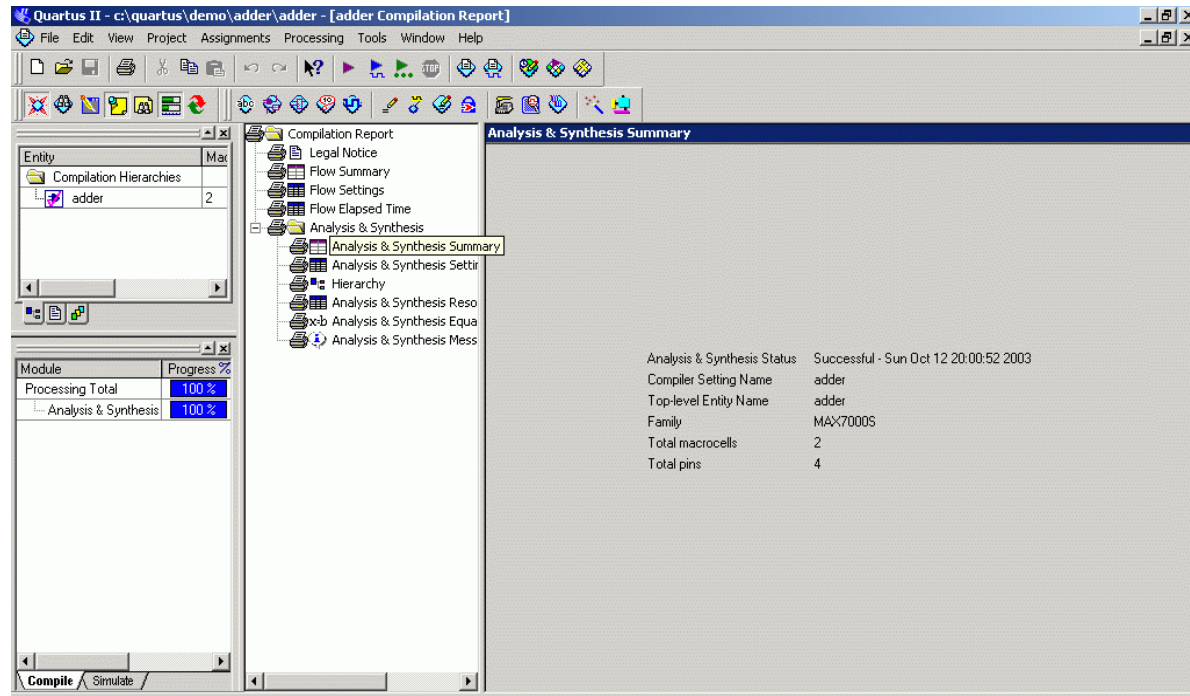 Quartus II - c:\quartus\demo\adder\adder - [adder Compilation Report]
File Edit View Project Assignments Processing Tools Window Help
STOP
abc
Entity Mac
Compilation Hierarchies
adder 2
Module Progress %
Processing Total 100 %
Analysis & Synthesis 100 %
Compile Simulate
Compilation Report
Legal Notice
Flow Summary
Flow Settings
Flow Elapsed Time
Analysis & Synthesis
Analysis & Synthesis Summary
Analysis & Synthesis Settin
Hierarchy
Analysis & Synthesis Reso
x=b Analysis & Synthesis Equa
Analysis & Synthesis Mess
Analysis & Synthesis Summary
Analysis & Synthesis Status Successful - Sun Oct 12 20:00:52 2003
Compiler Setting Name adder
Top-level Entity Name adder
Family MAX7000S
Total macrocells 2
Total pins 4